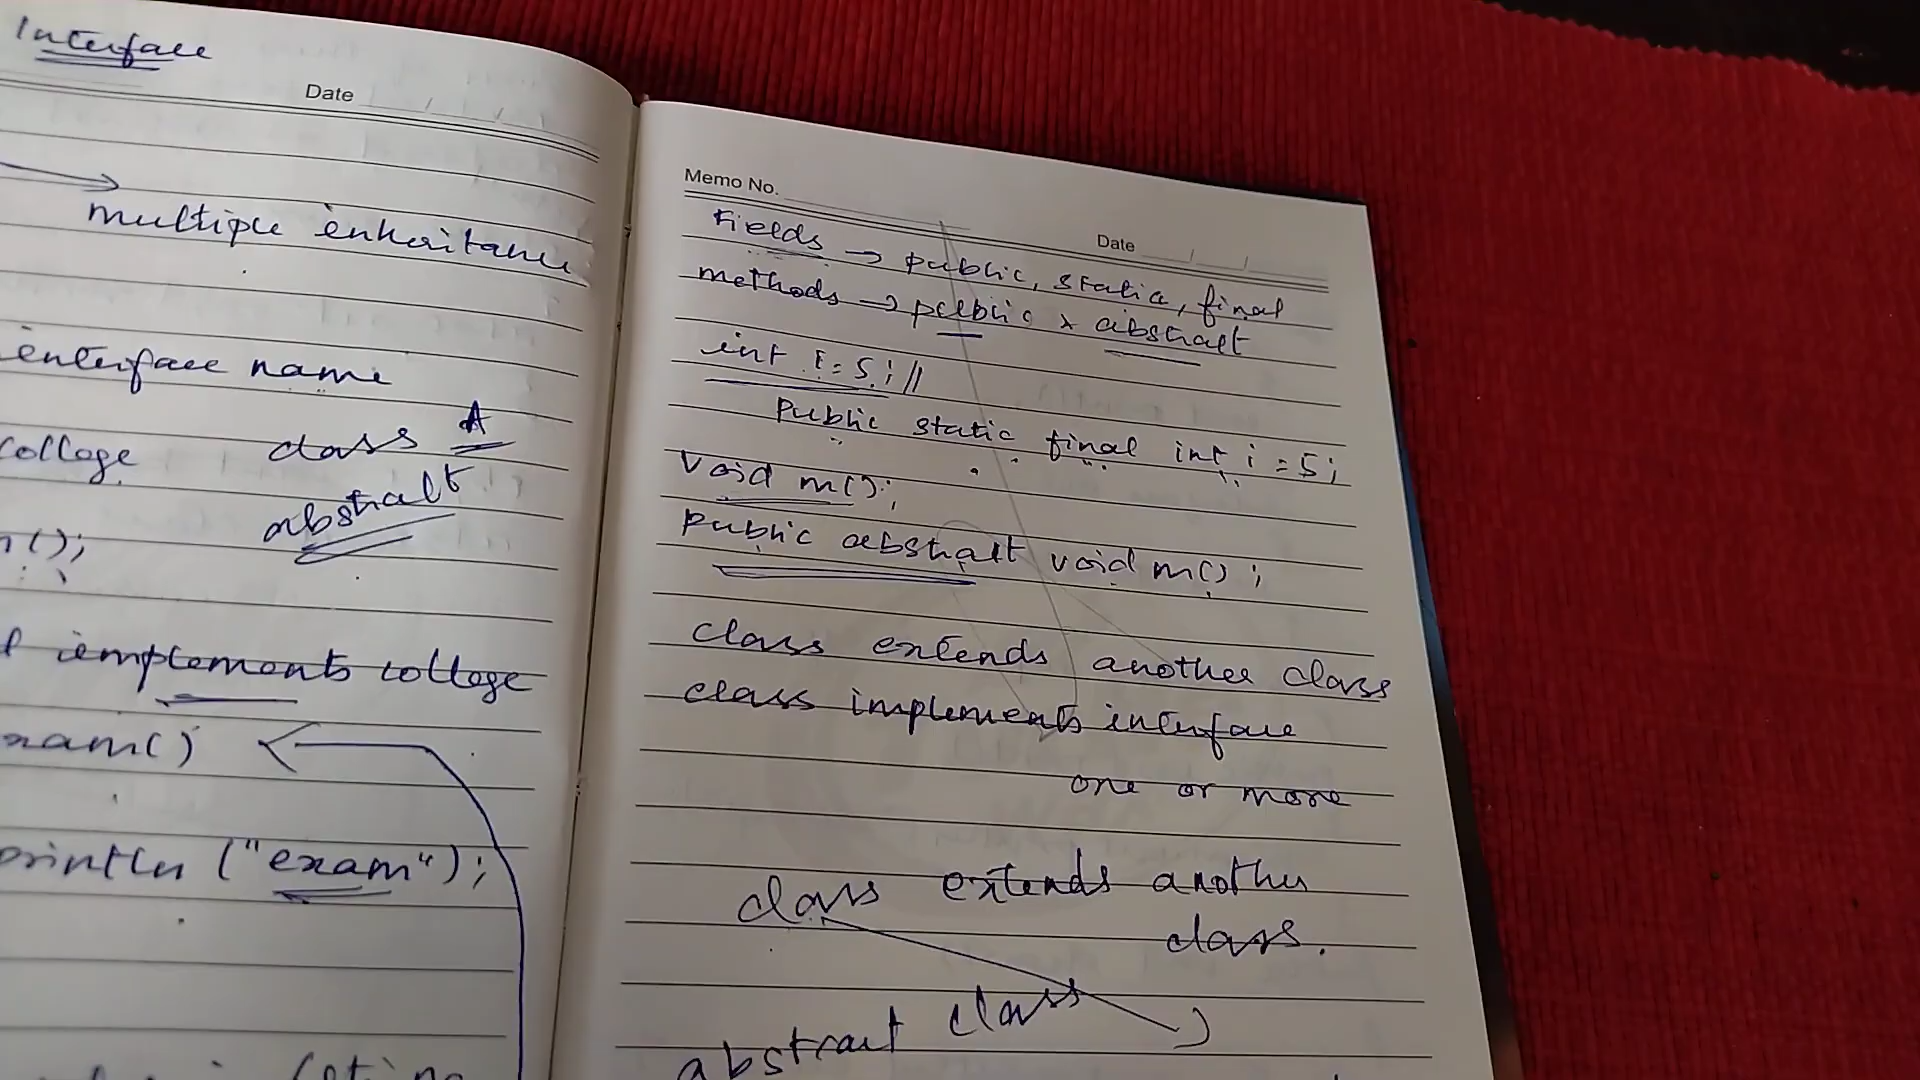 Interface
Date
multiple inheritance
interface name
college
class A
abstract
();
implements college
xam()
println ("exam");
Memo No.
Date
Fields → public, static, final
methods → public & abstract
int i = 5; //
Public static final int i = 5;
Void m();
Public abstract void m();
class extends another class
class implements interface
one or more
class extends another
class.
abstract class